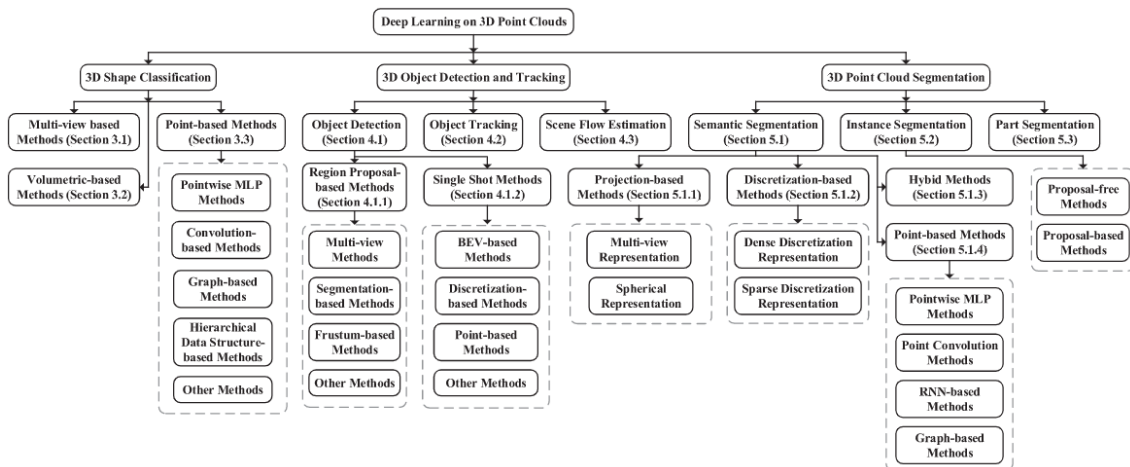 Deep Learning on 3D Point Clouds
3D Shape Classification
3D Object Detection and Tracking
3D Point Cloud Segmentation
Multi-view based
Methods (Section 3.1)
Point-based Methods
(Section 3.3)
Object Detection
(Section 4.1)
Object Tracking
(Section 4.2)
Scene Flow Estimation
(Section 4.3)
Semantic Segmentation
(Section 5.1)
Instance Segmentation
(Section 5.2)
Part Segmentation
(Section 5.3)
Volumetric-based
Methods (Section 3.2)
Region Proposal-
based Methods
(Section 4.1.1)
Single Shot Methods
(Section 4.1.2)
Projection-based
Methods (Section 5.1.1)
Discretization-based
Methods (Section 5.1.2)
Hybrid Methods
(Section 5.1.3)
Point-based Methods
(Section 5.1.4)
Pointwise MLP
Methods
Convolution-
based Methods
Graph-based
Methods
Hierarchical
Data Structure-
based Methods
Other Methods
Multi-view
Methods
Segmentation-
based Methods
Frustum-based
Methods
Other Methods
BEV-based
Methods
Discretization-
based Methods
Point-based
Methods
Other Methods
Multi-view
Representation
Spherical
Representation
Dense Discretization
Representation
Sparse Discretization
Representation
Pointwise MLP
Methods
Point Convolution
Methods
RNN-based
Methods
Graph-based
Methods
Proposal-free
Methods
Proposal-based
Methods